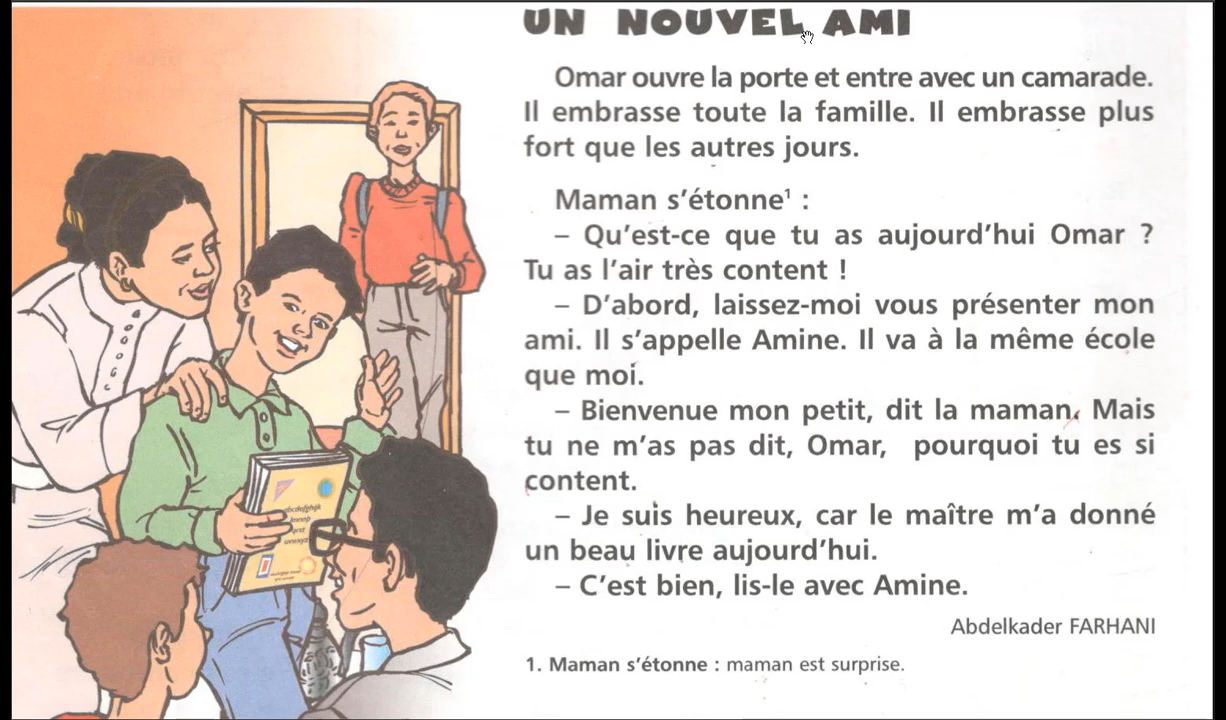 UN NOUVEL AMI
Omar ouvre la porte et entre avec un camarade.
Il embrasse toute la famille. Il embrasse plus
fort que les autres jours.
Maman s'étonne¹ :
– Qu'est-ce que tu as aujourd'hui Omar ?
Tu as l'air très content !
– D'abord, laissez-moi vous présenter mon
ami. Il s'appelle Amine. Il va à la même école
que moi.
– Bienvenue mon petit, dit la maman. Mais
tu ne m'as pas dit, Omar, pourquoi tu es si
content.
– Je suis heureux, car le maître m'a donné
un beau livre aujourd'hui.
– C'est bien, lis-le avec Amine.
Abdelkader FARHANI
1. Maman s'étonne : maman est surprise.
abcdefghijk